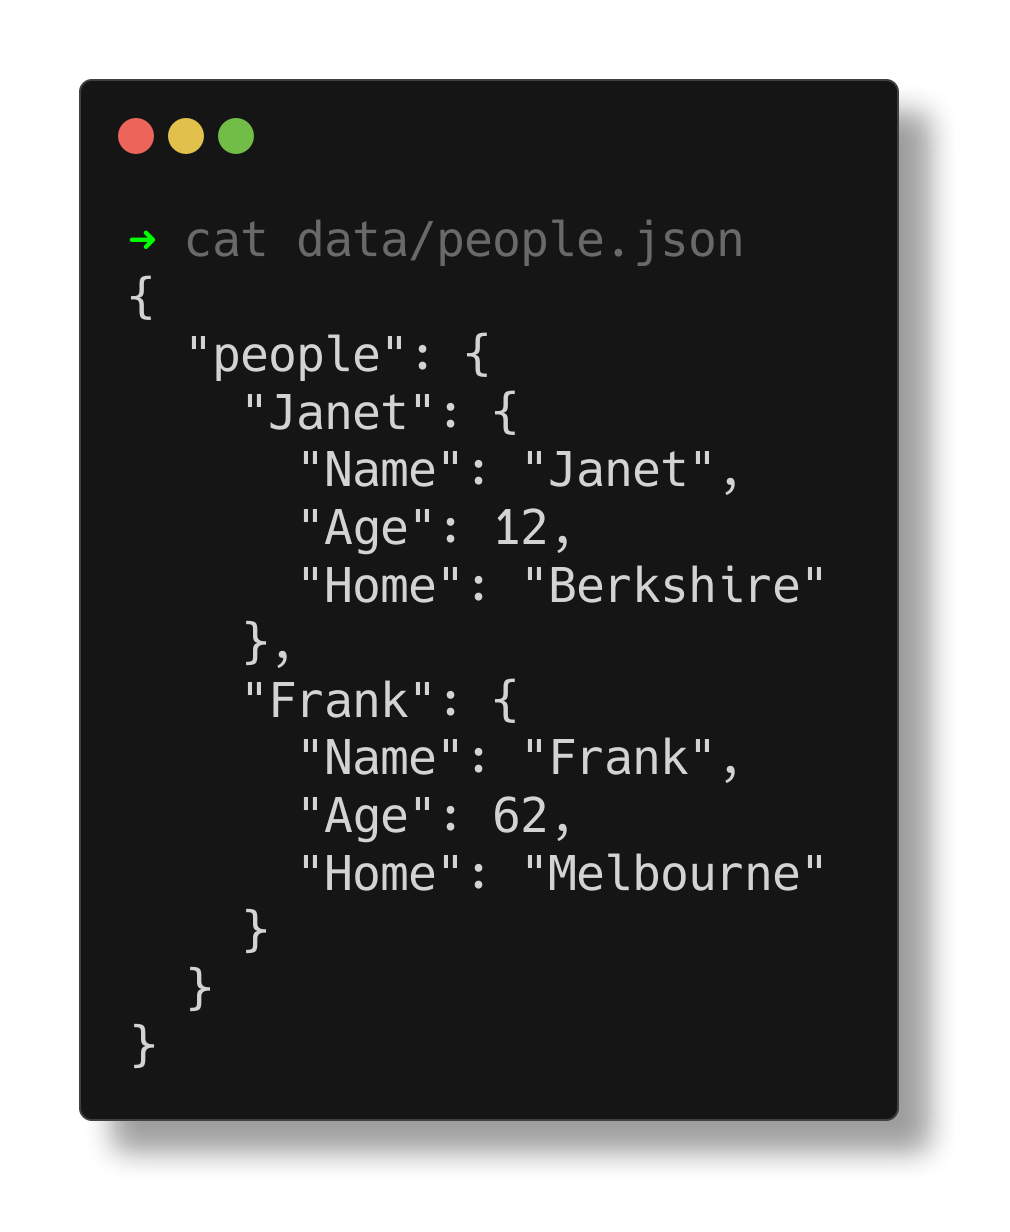 ➜ cat data/people.json
{
  "people": {
    "Janet": {
      "Name": "Janet",
      "Age": 12,
      "Home": "Berkshire"
    },
    "Frank": {
      "Name": "Frank",
      "Age": 62,
      "Home": "Melbourne"
    }
  }
}